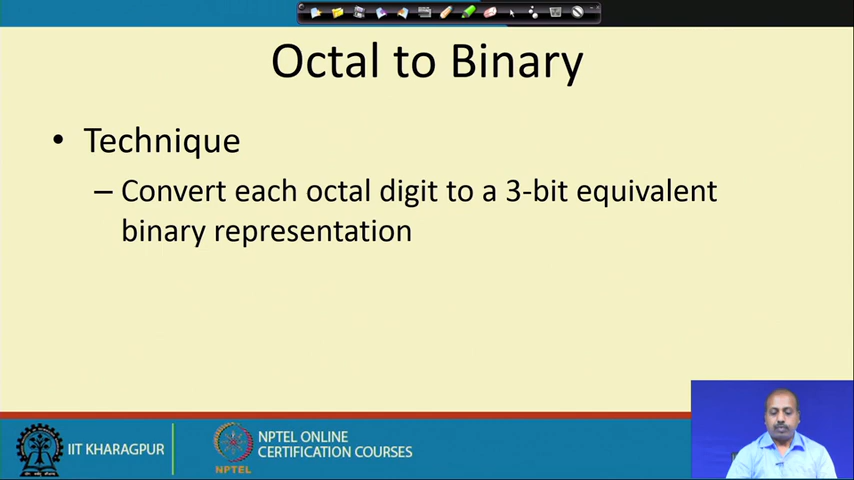 Octal to Binary
• Technique
– Convert each octal digit to a 3-bit equivalent
binary representation
IIT KHARAGPUR
NPTEL
NPTEL ONLINE
CERTIFICATION COURSES